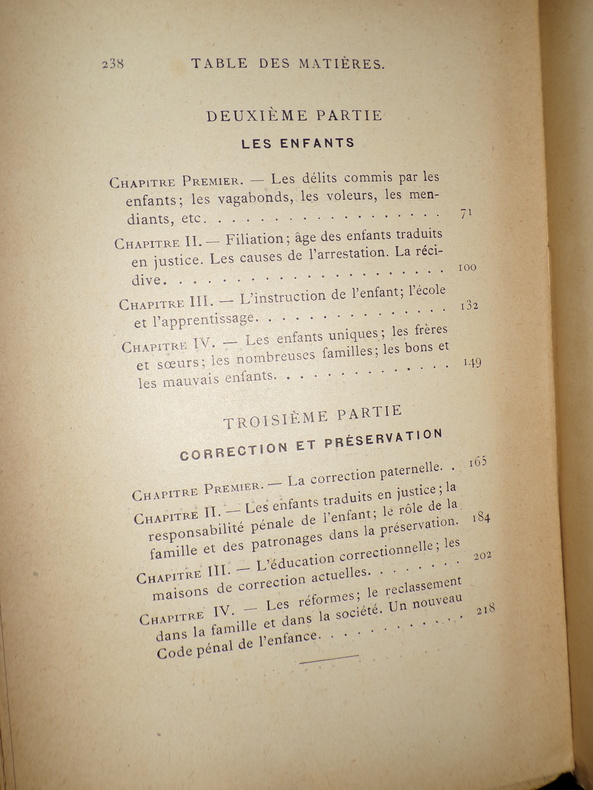 238 TABLE DES MATIÈRES.
DEUXIÈME PARTIE
LES ENFANTS
CHAPITRE PREMIER. — Les délits commis par les
enfants; les vagabonds, les voleurs, les men-
diants, etc. . . . . . . . . . . . . . . . . . 71
CHAPITRE II. — Filiation; âge des enfants traduits
en justice. Les causes de l'arrestation. La réci-
dive. . . . . . . . . . . . . . . . . . . . . 100
CHAPITRE III. — L'instruction de l'enfant; l'école
et l'apprentissage. . . . . . . . . . . . . . 132
CHAPITRE IV. — Les enfants uniques; les frères
et sœurs; les nombreuses familles; les bons et
les mauvais enfants. . . . . . . . . . . . . 149
TROISIÈME PARTIE
CORRECTION ET PRÉSERVATION
CHAPITRE PREMIER. — La correction paternelle. . 165
CHAPITRE II. — Les enfants traduits en justice; la
responsabilité pénale de l'enfant; le rôle de la
famille et des patronages dans la préservation. 184
CHAPITRE III. — L'éducation correctionnelle; les
maisons de correction actuelles. . . . . . . . 202
CHAPITRE IV. — Les réformes; le reclassement
dans la famille et dans la société. Un nouveau
Code pénal de l'enfance. . . . . . . . . . . . 218